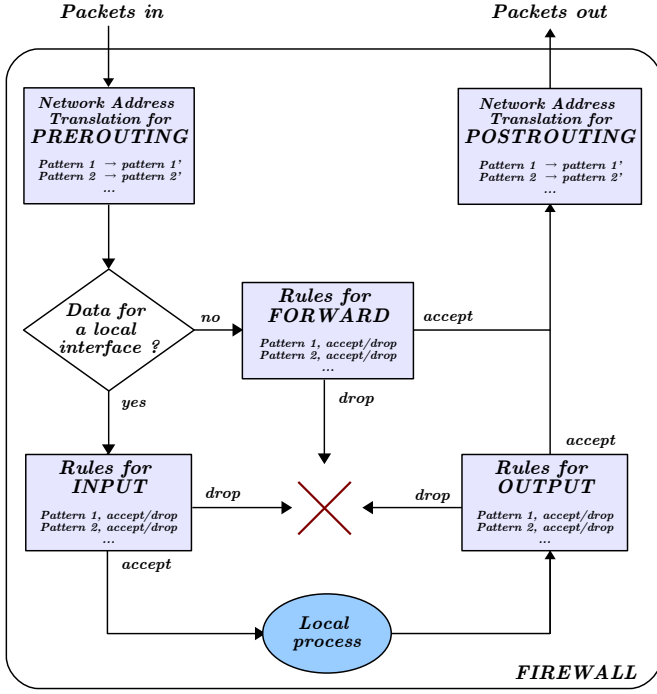 Packets in
Packets out
Network Address
Translation for
PREROUTING
Pattern 1 → pattern 1'
Pattern 2 → pattern 2'
...
Network Address
Translation for
POSTROUTING
Pattern 1 → pattern 1'
Pattern 2 → pattern 2'
...
Data for
a local
interface ?
no
Rules for
FORWARD
Pattern 1, accept/drop
Pattern 2, accept/drop
...
accept
drop
yes
Rules for
INPUT
Pattern 1, accept/drop
Pattern 2, accept/drop
...
drop
accept
drop
accept
Rules for
OUTPUT
Pattern 1, accept/drop
Pattern 2, accept/drop
...
Local
process
FIREWALL